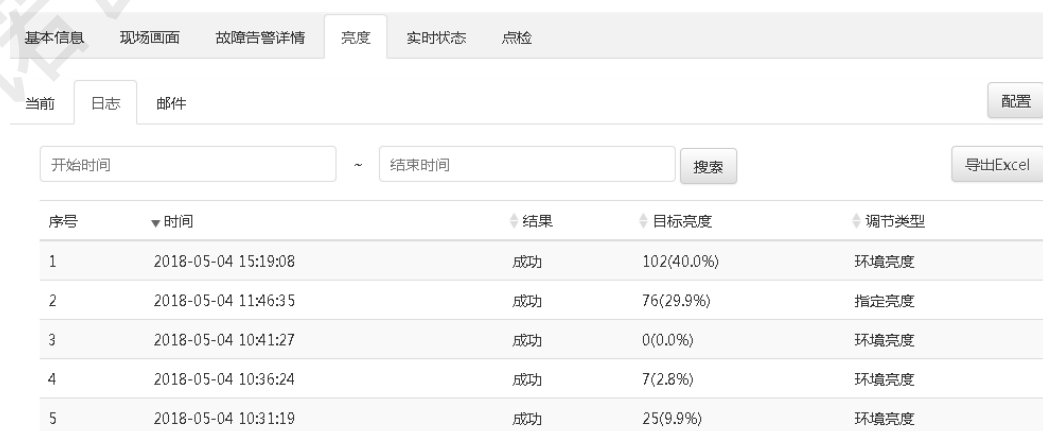 基本信息 现场画面 故障告警详情 亮度 实时状态 点检
当前 日志 邮件 配置
开始时间 ~ 结束时间 搜索 导出Excel
序号 时间 结果 目标亮度 调节类型
1 2018-05-04 15:19:08 成功 102(40.0%) 环境亮度
2 2018-05-04 11:46:35 成功 76(29.9%) 指定亮度
3 2018-05-04 10:41:27 成功 0(0.0%) 环境亮度
4 2018-05-04 10:36:24 成功 7(2.8%) 环境亮度
5 2018-05-04 10:31:19 成功 25(9.9%) 环境亮度